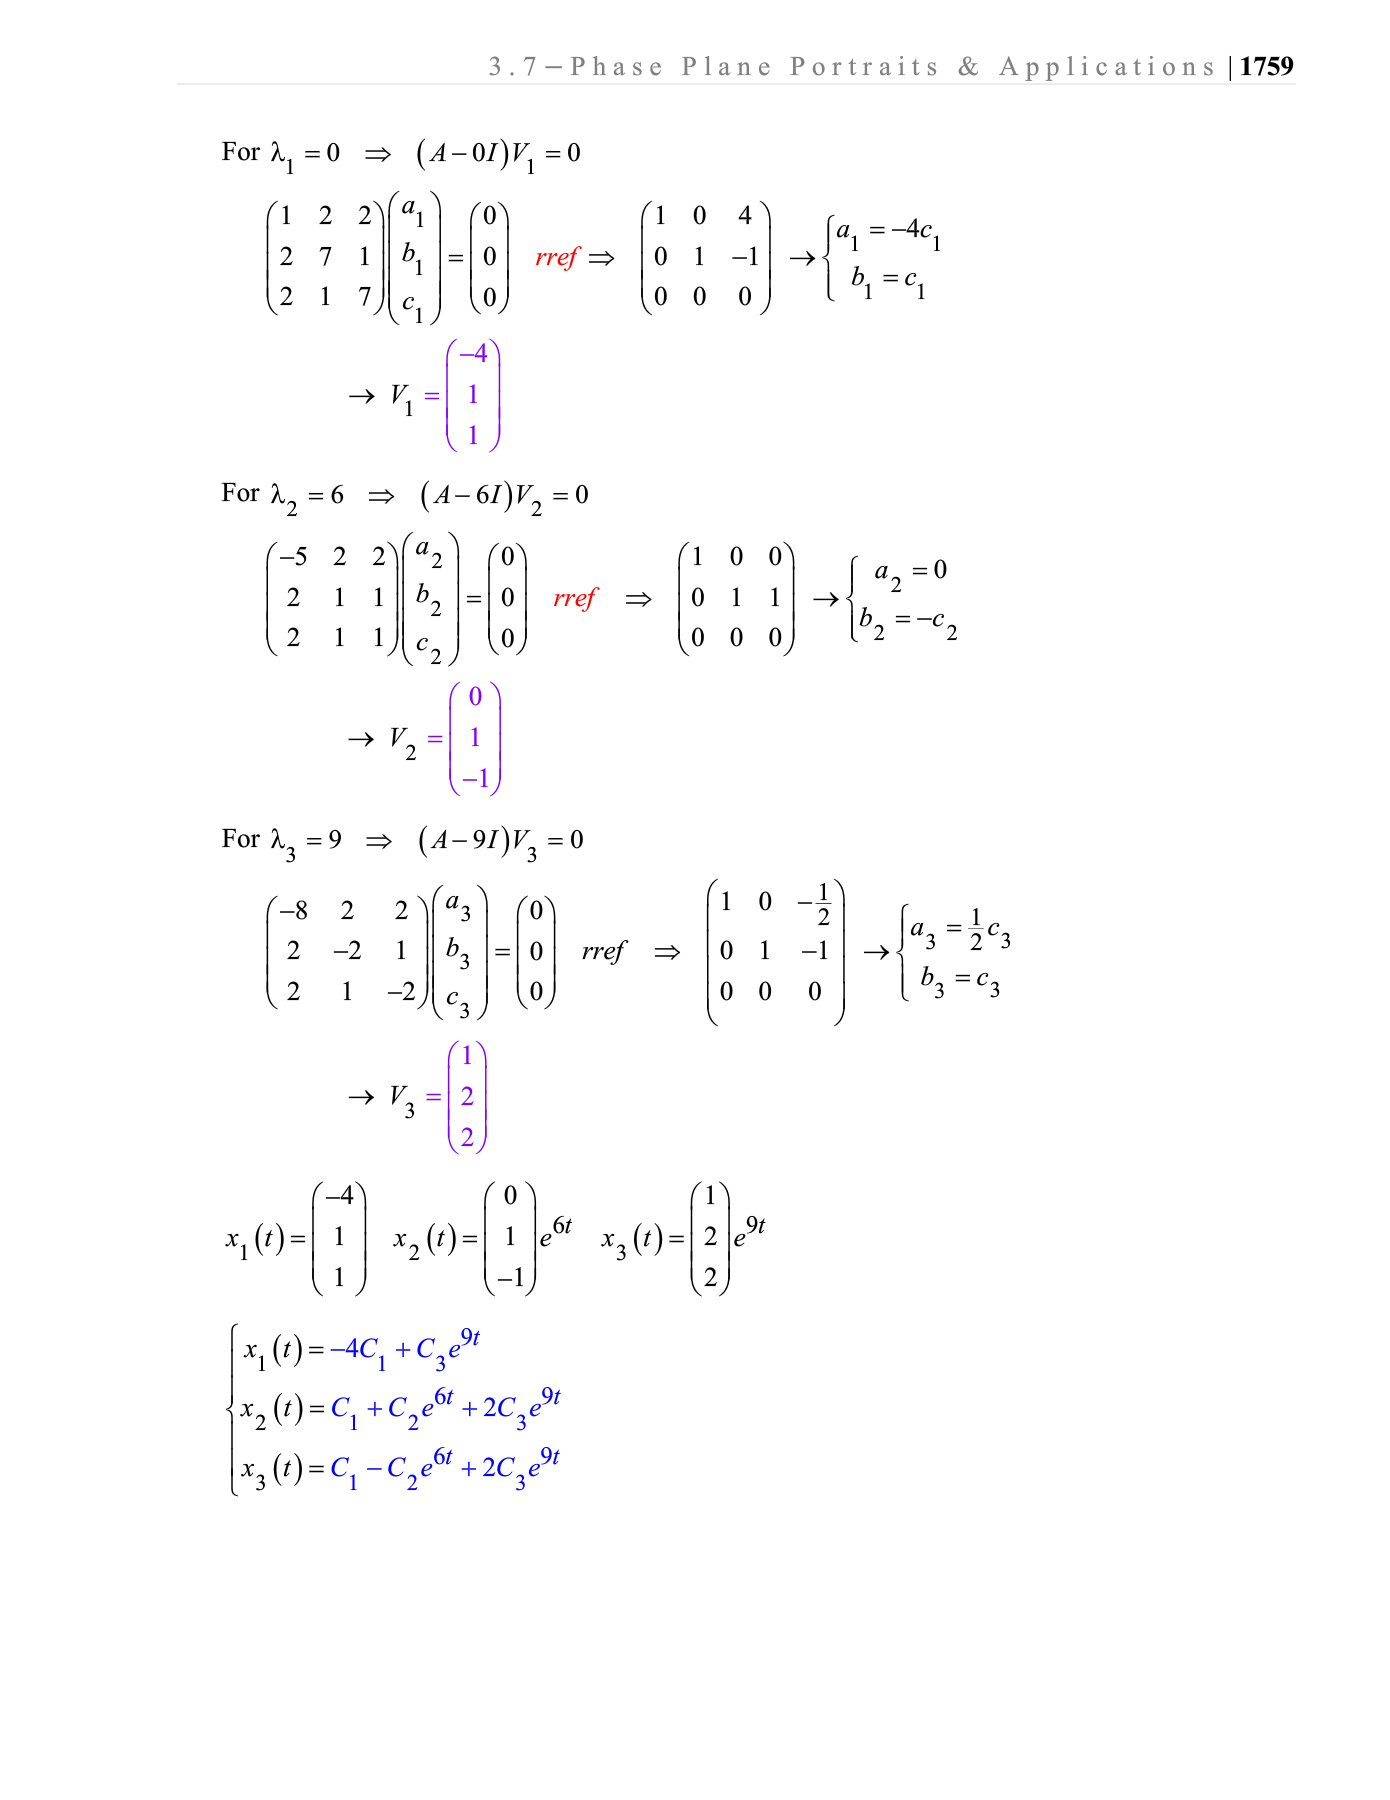 3.7−Phase Plane Portraits & Applications | 1759
For λ₁ = 0 ⇒ (A − 0I)V₁ = 0
(1 2 2; 2 7 1; 2 1 7)(a₁; b₁; c₁) = (0; 0; 0) rref ⇒ (1 0 4; 0 1 −1; 0 0 0) → {a₁ = −4c₁; b₁ = c₁
→ V₁ = (−4; 1; 1)
For λ₂ = 6 ⇒ (A − 6I)V₂ = 0
(−5 2 2; 2 1 1; 2 1 1)(a₂; b₂; c₂) = (0; 0; 0) rref ⇒ (1 0 0; 0 1 1; 0 0 0) → {a₂ = 0; b₂ = −c₂
→ V₂ = (0; 1; −1)
For λ₃ = 9 ⇒ (A − 9I)V₃ = 0
(−8 2 2; 2 −2 1; 2 1 −2)(a₃; b₃; c₃) = (0; 0; 0) rref ⇒ (1 0 −1/2; 0 1 −1; 0 0 0) → {a₃ = 1/2 c₃; b₃ = c₃
→ V₃ = (1; 2; 2)
x₁(t) = (−4; 1; 1) x₂(t) = (0; 1; −1)e^{6t} x₃(t) = (1; 2; 2)e^{9t}
{x₁(t) = −4C₁ + C₃e^{9t}
x₂(t) = C₁ + C₂e^{6t} + 2C₃e^{9t}
x₃(t) = C₁ − C₂e^{6t} + 2C₃e^{9t}